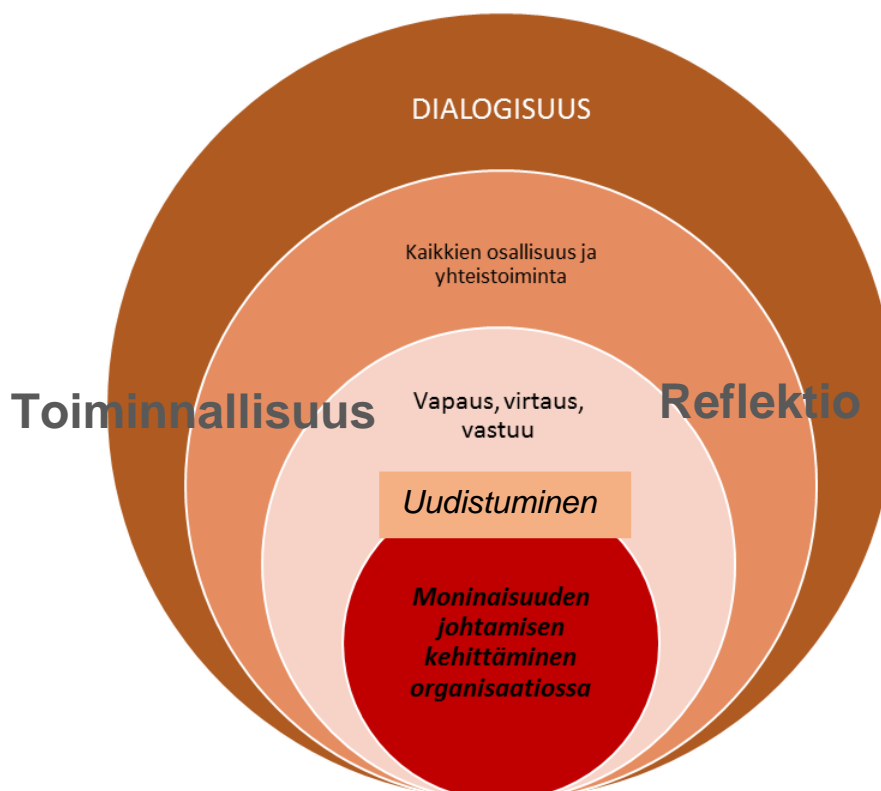 DIALOGISUUS
Kaikkien osallisuus ja
yhteistoiminta
Toiminnallisuus
Reflektio
Vapaus, virtaus,
vastuu
Uudistuminen
Moninaisuuden
johtamisen
kehittäminen
organisaatiossa